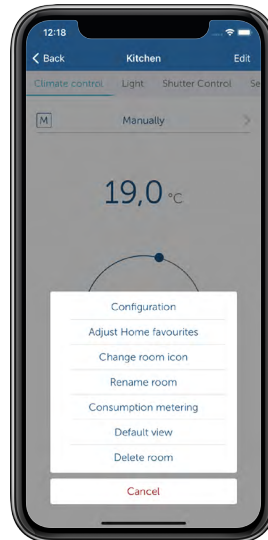 12:18
Back Kitchen Edit
Climate control Light Shutter Control Se
M Manually
19,0 °C
Configuration
Adjust Home favourites
Change room icon
Rename room
Consumption metering
Default view
Delete room
Cancel